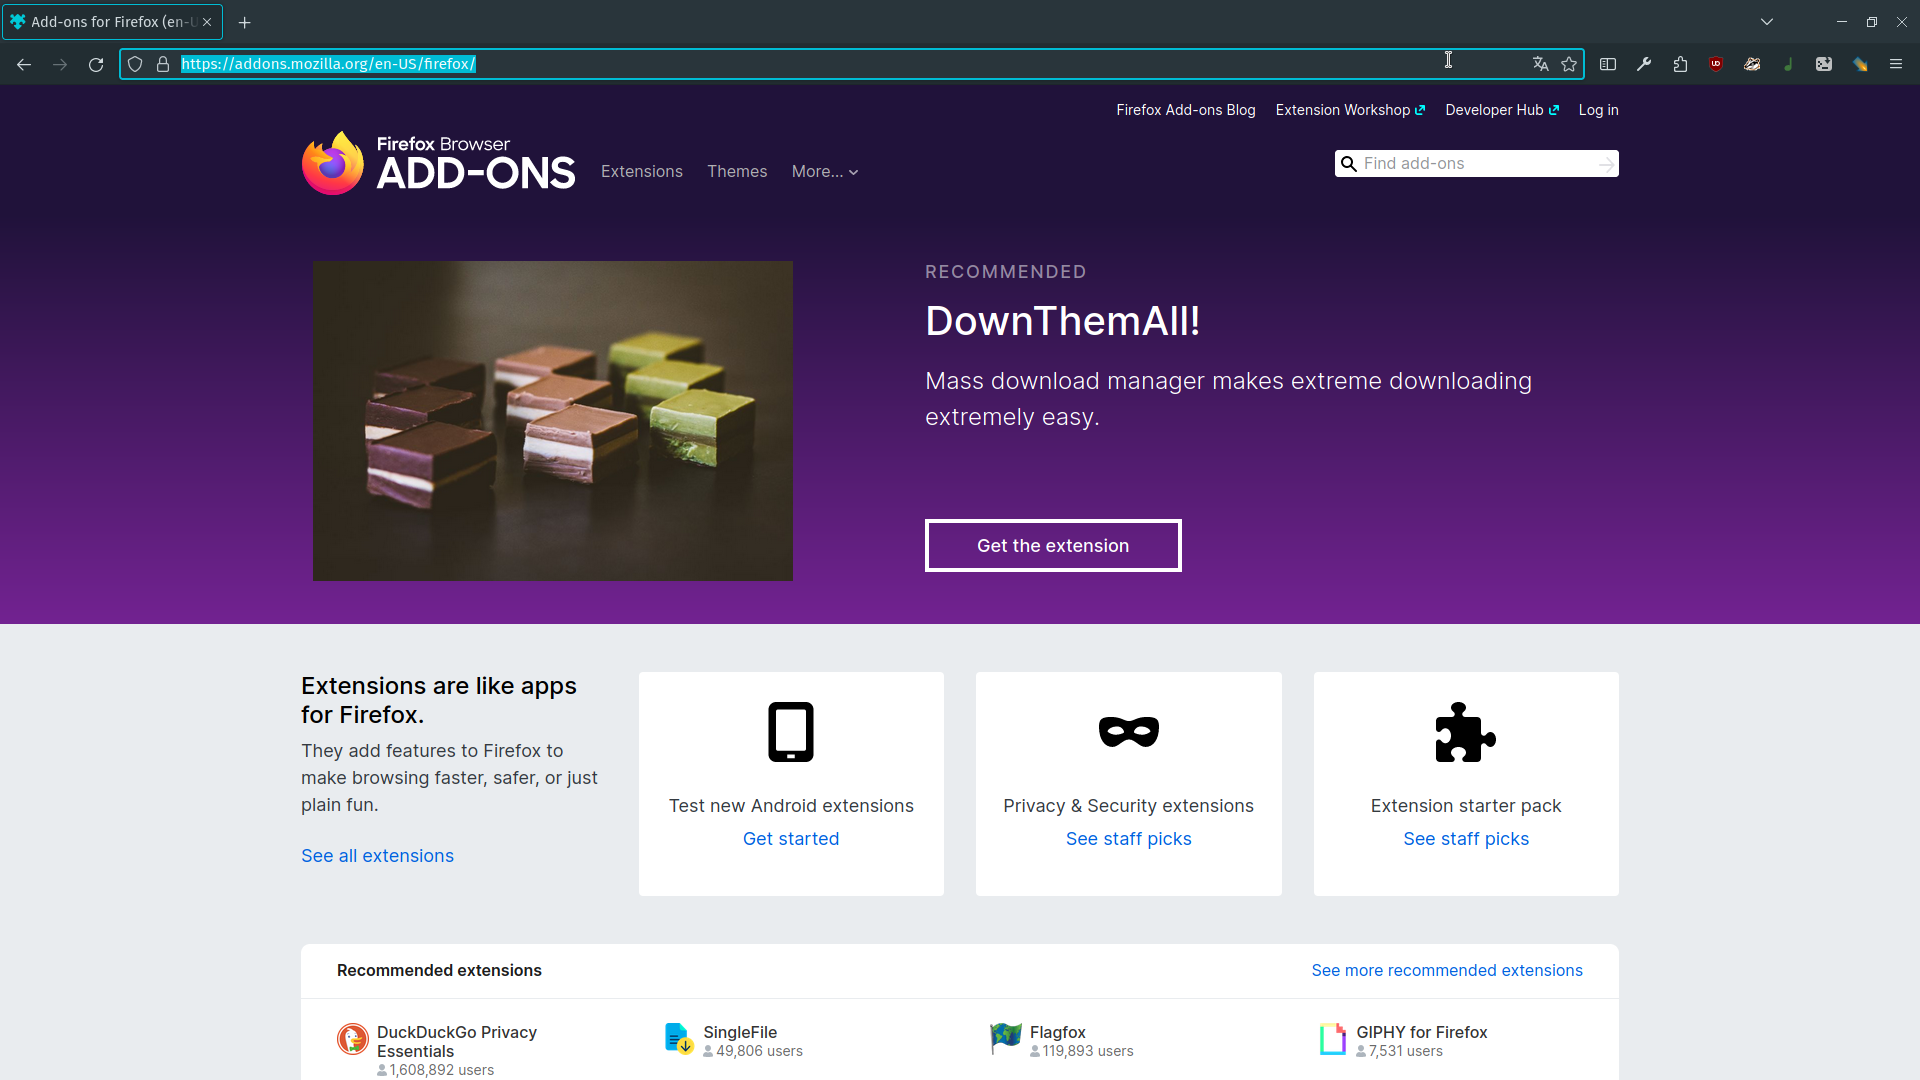 Add-ons for Firefox (en-U
https://addons.mozilla.org/en-US/firefox/
Firefox Add-ons Blog
Extension Workshop
Developer Hub
Log in
Firefox Browser
ADD-ONS
Extensions
Themes
More...
Find add-ons
RECOMMENDED
DownThemAll!
Mass download manager makes extreme downloading
extremely easy.
Get the extension
Extensions are like apps
for Firefox.
They add features to Firefox to
make browsing faster, safer, or just
plain fun.
See all extensions
Test new Android extensions
Get started
Privacy & Security extensions
See staff picks
Extension starter pack
See staff picks
Recommended extensions
See more recommended extensions
DuckDuckGo Privacy
Essentials
1,608,892 users
SingleFile
49,806 users
Flagfox
119,893 users
GIPHY for Firefox
7,531 users